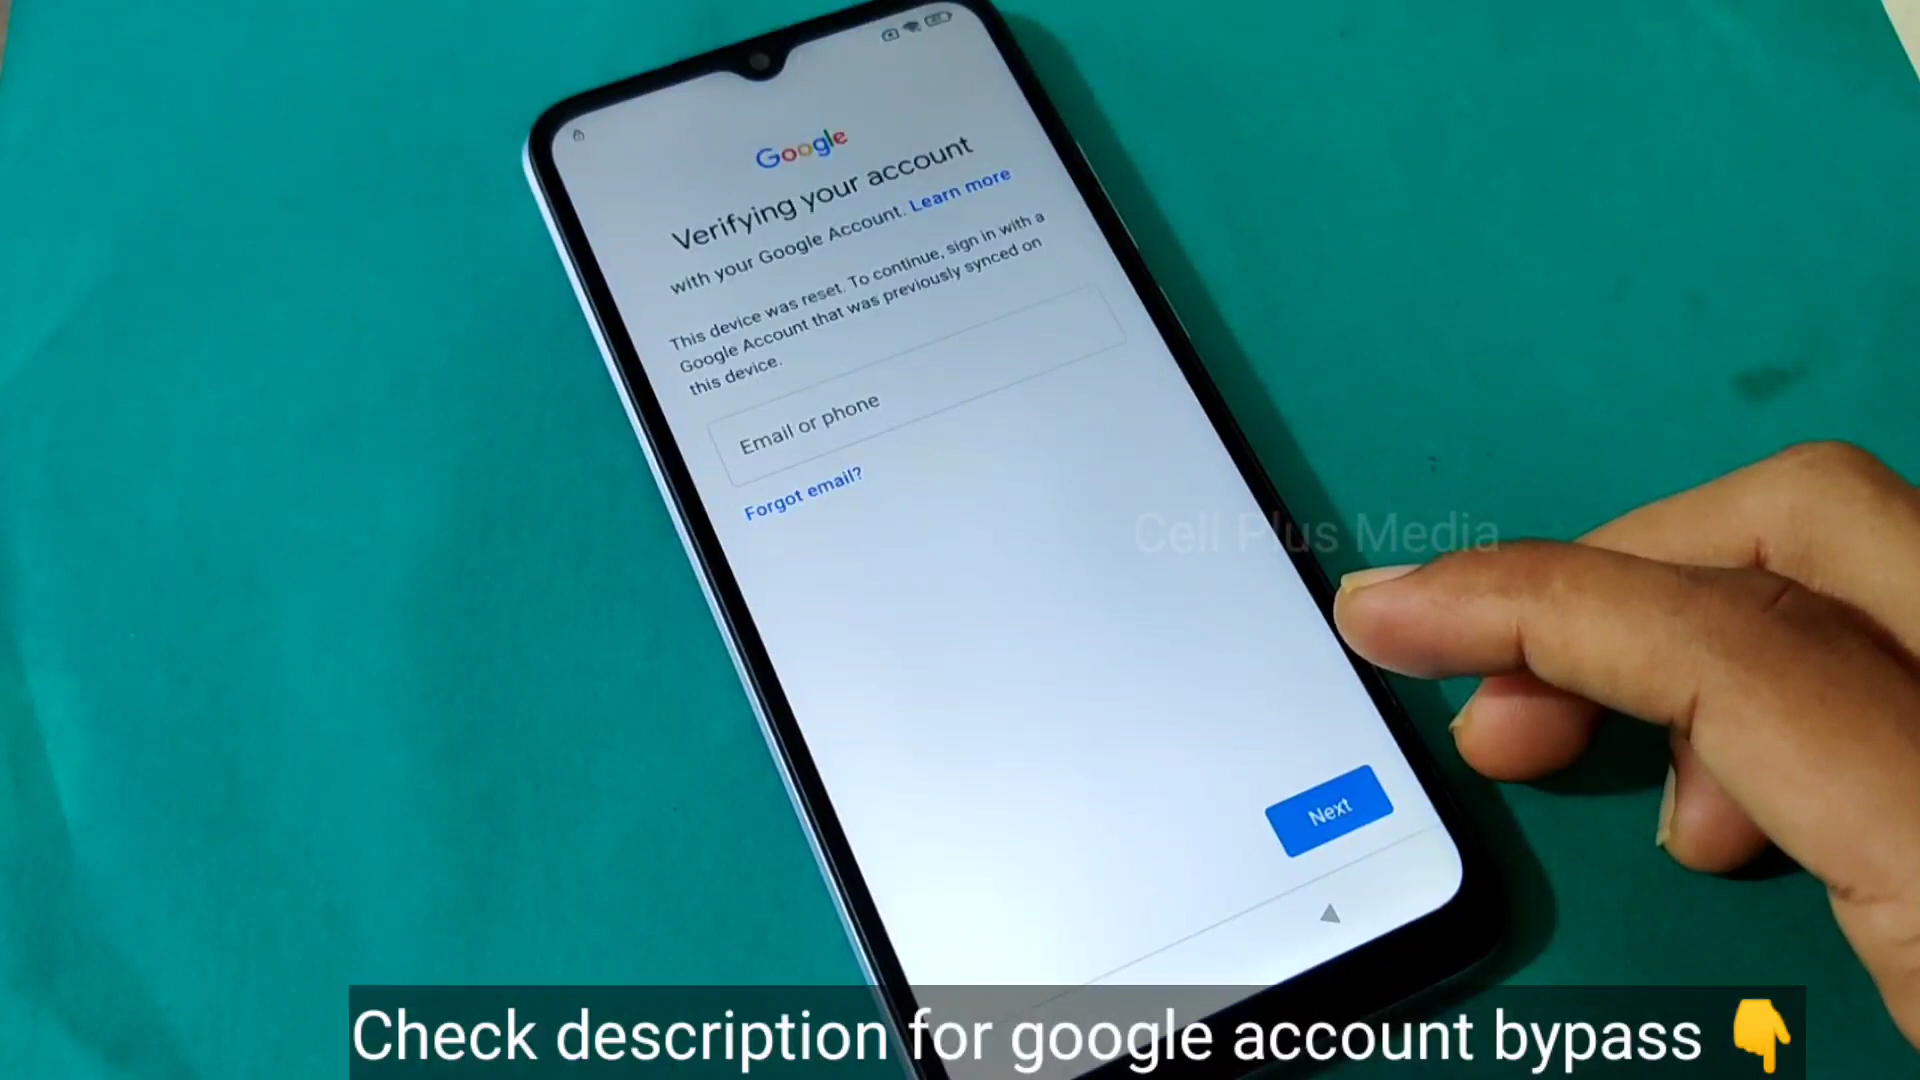 Google
Verifying your account
with your Google Account. Learn more
This device was reset. To continue, sign in with a
Google Account that was previously synced on
this device.
Email or phone
Forgot email?
Cell Plus Media
Next
Check description for google account bypass 👇